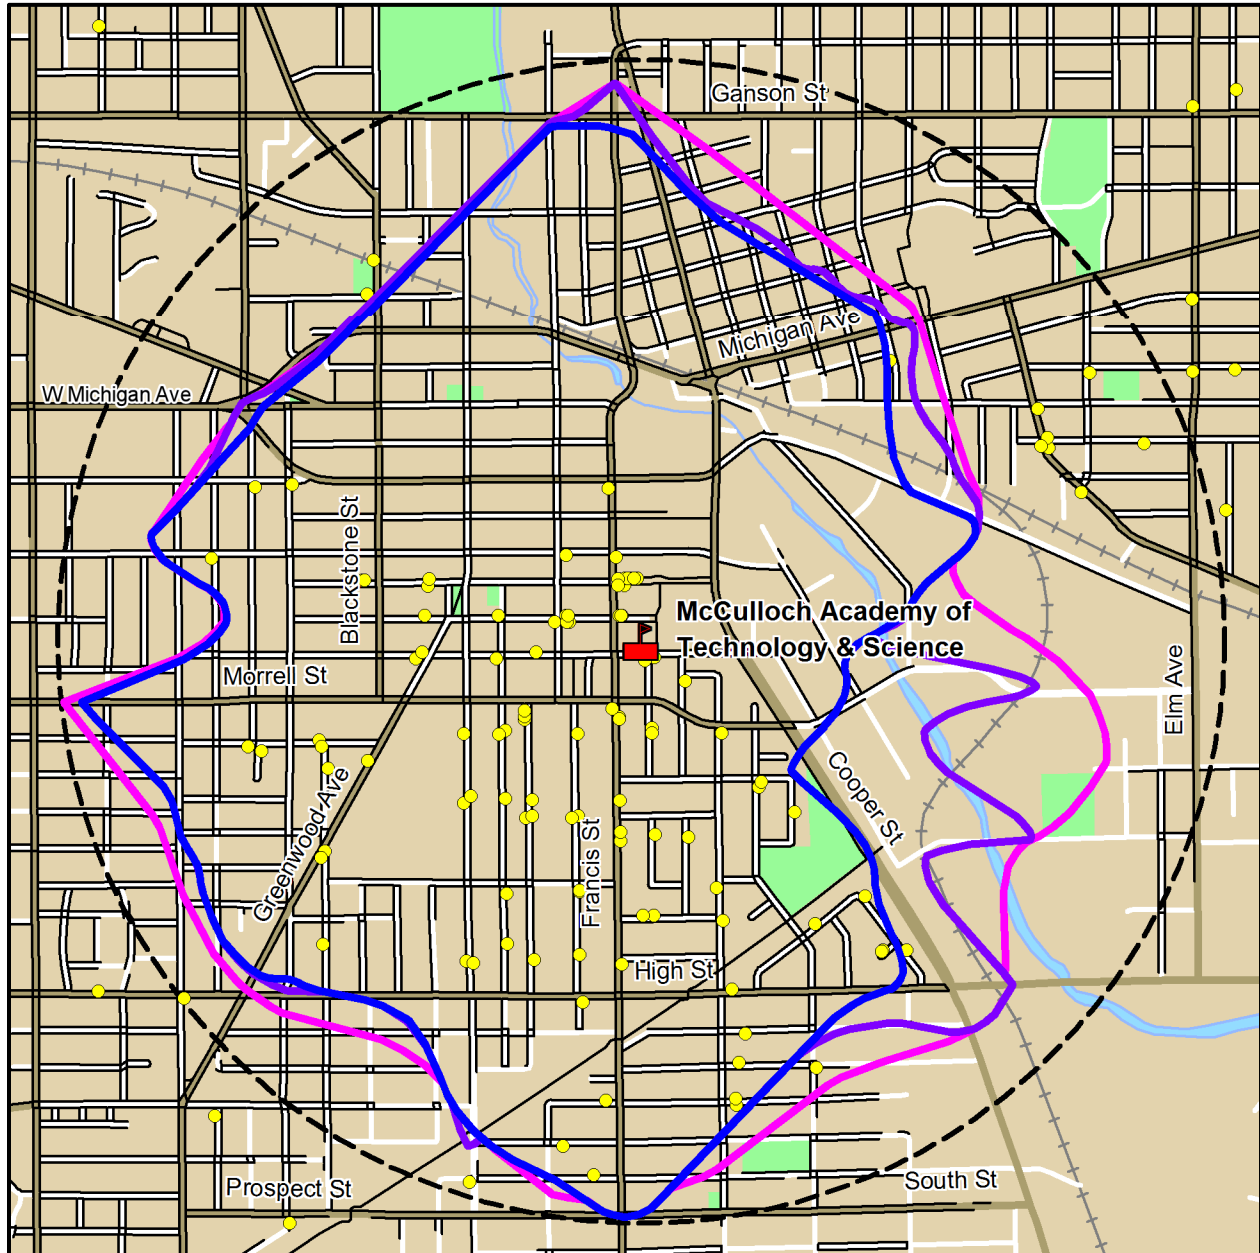 Ganson St
Michigan Ave
W Michigan Ave
Blackstone St
McCulloch Academy of
Technology & Science
Morrell St
Elm Ave
Cooper St
Greenwood Ave
Francis St
High St
Prospect St
South St